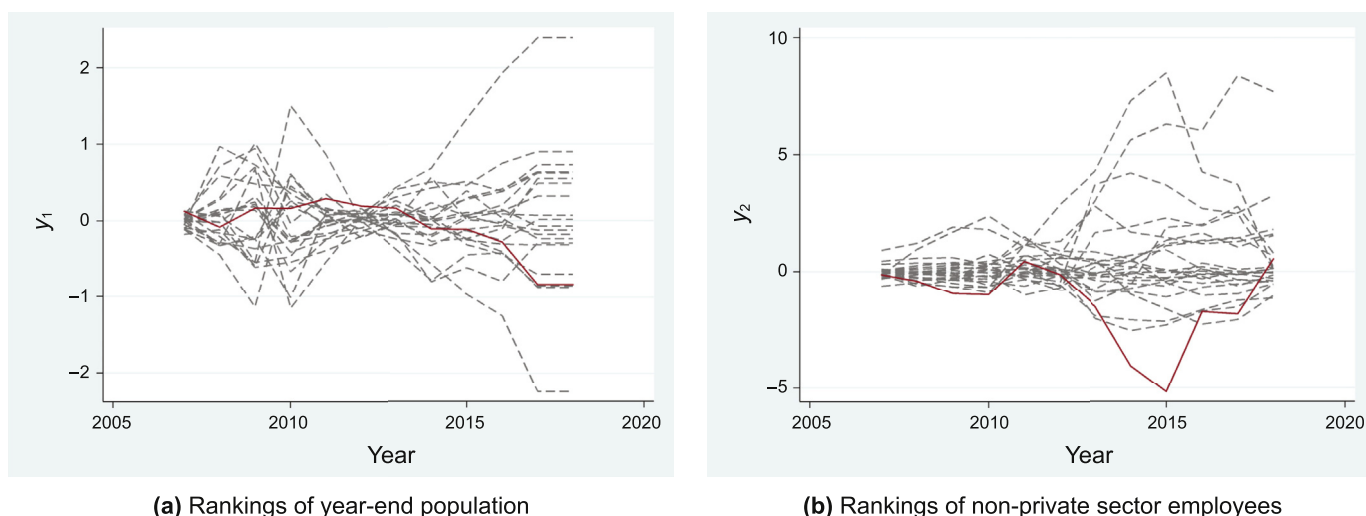 2
1
0
−1
−2
y₁
2005
2010
2015
2020
Year
(a) Rankings of year-end population
10
5
0
−5
y₂
2005
2010
2015
2020
Year
(b) Rankings of non-private sector employees